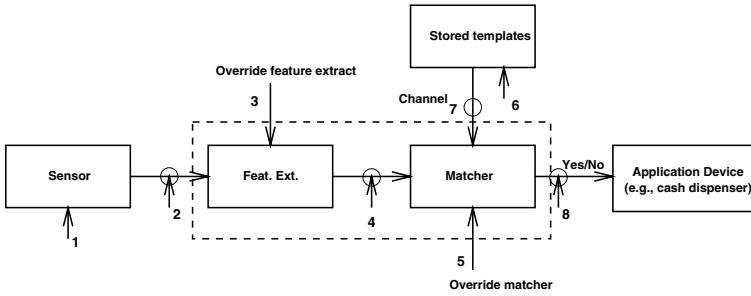 Stored templates
Override feature extract
3
Channel
7
6
Yes/No
Sensor
Feat. Ext.
Matcher
Application Device
(e.g., cash dispenser)
1
2
4
8
5
Override matcher